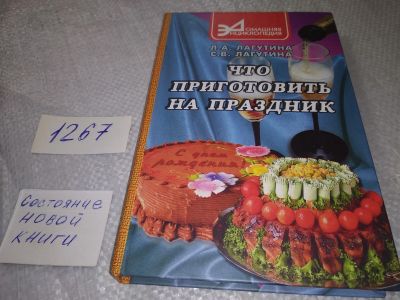 ДОМАШНЯЯ
ЭНЦИКЛОПЕДИЯ
Л.А. ЛАГУТИНА
С.В. ЛАГУТИНА
ЧТО
ПРИГОТОВИТЬ
НА ПРАЗДНИК
С днем
рождения!
1267
Состояние
НОВОЙ
КНИГИ